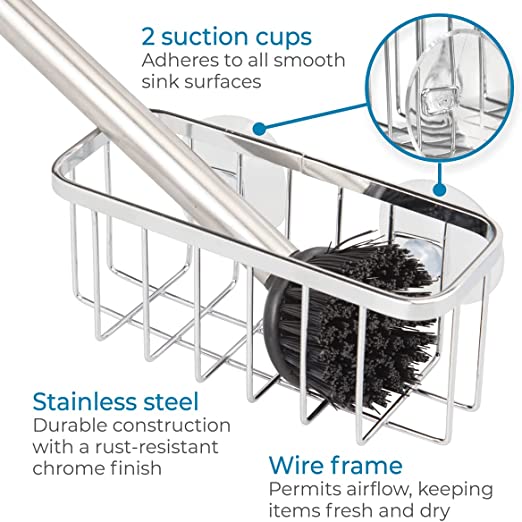 2 suction cups
Adheres to all smooth
sink surfaces
Stainless steel
Durable construction
with a rust-resistant
chrome finish
Wire frame
Permits airflow, keeping
items fresh and dry